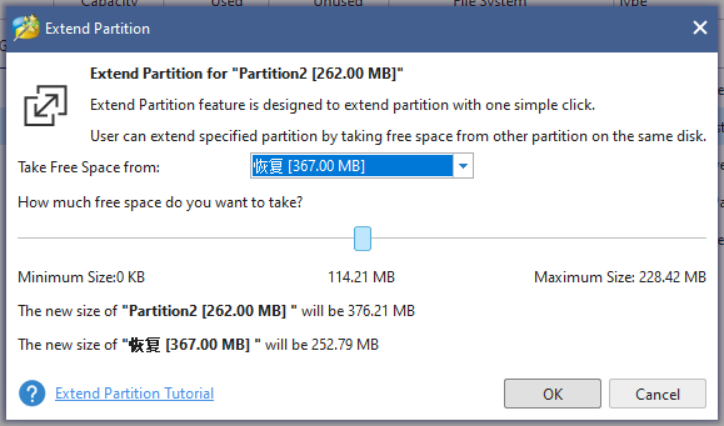 Capacity Used Unused File System Type
Extend Partition
Extend Partition for "Partition2 [262.00 MB]"
Extend Partition feature is designed to extend partition with one simple click.
User can extend specified partition by taking free space from other partition on the same disk.
Take Free Space from: 恢复 [367.00 MB]
How much free space do you want to take?
Minimum Size:0 KB 114.21 MB Maximum Size: 228.42 MB
The new size of "Partition2 [262.00 MB] " will be 376.21 MB
The new size of "恢复 [367.00 MB] " will be 252.79 MB
? Extend Partition Tutorial OK Cancel